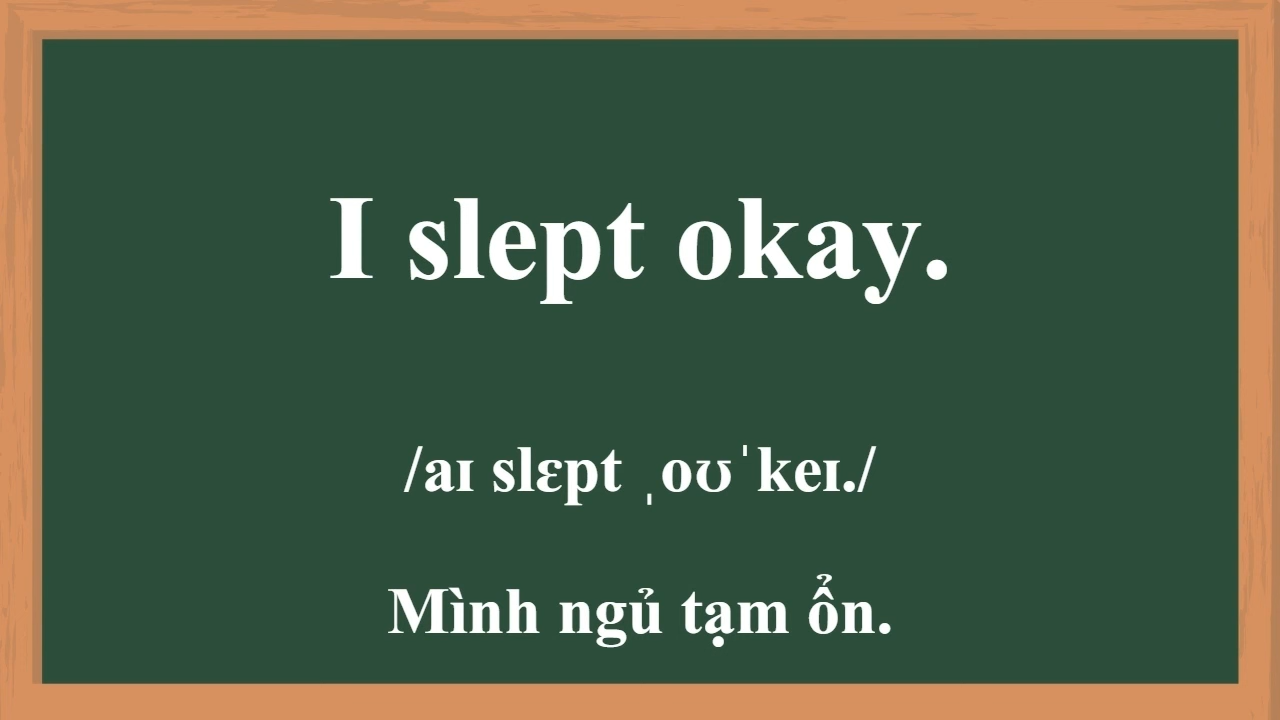 I slept okay.
/aɪ slɛpt ˌoʊˈkeɪ./
Mình ngủ tạm ổn.